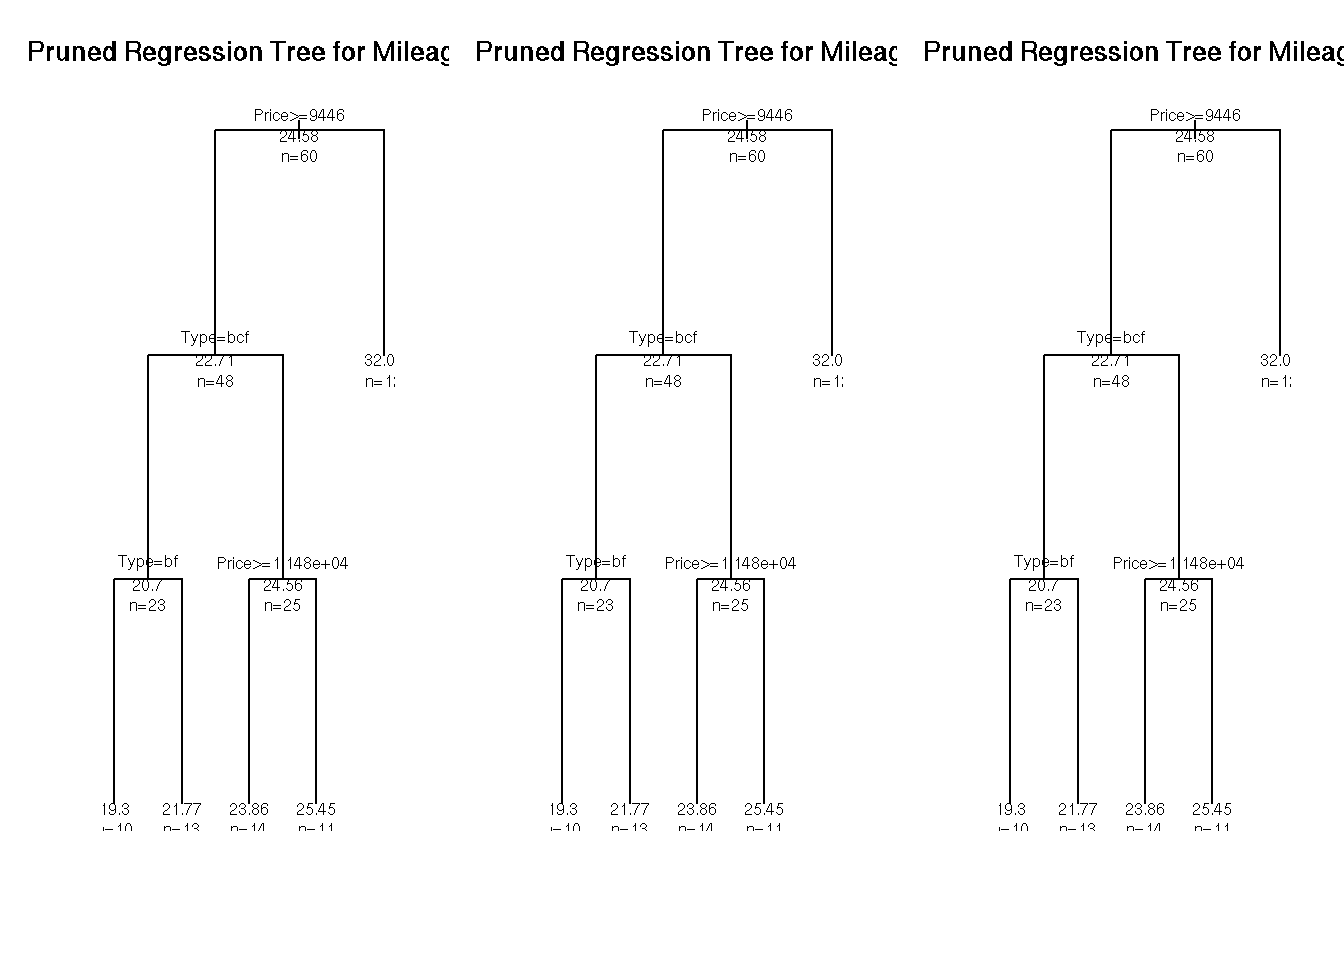 Pruned Regression Tree for Mileag
Price>=9446
24.58
n=60
Type=bcf
22.71
n=48
32.0
n=1
Type=bf
20.7
n=23
Price>=1.148e+04
24.56
n=25
19.3
n=10
21.77
n=13
23.86
n=14
25.45
n=11
Pruned Regression Tree for Mileag
Price>=9446
24.58
n=60
Type=bcf
22.71
n=48
32.0
n=1
Type=bf
20.7
n=23
Price>=1.148e+04
24.56
n=25
19.3
n=10
21.77
n=13
23.86
n=14
25.45
n=11
Pruned Regression Tree for Mileag
Price>=9446
24.58
n=60
Type=bcf
22.71
n=48
32.0
n=1
Type=bf
20.7
n=23
Price>=1.148e+04
24.56
n=25
19.3
n=10
21.77
n=13
23.86
n=14
25.45
n=11